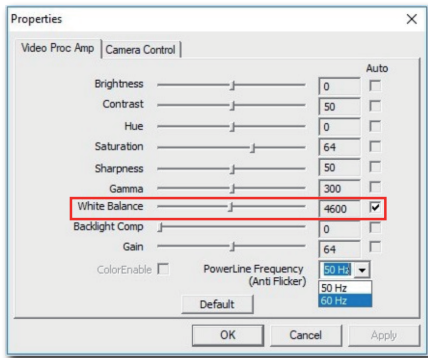 Properties
Video Proc Amp Camera Control
Auto
Brightness 0
Contrast 50
Hue 0
Saturation 64
Sharpness 50
Gamma 300
White Balance 4600
Backlight Comp 0
Gain 64
ColorEnable PowerLine Frequency 50 Hz
(Anti Flicker)
50 Hz
60 Hz
Default
OK Cancel Apply